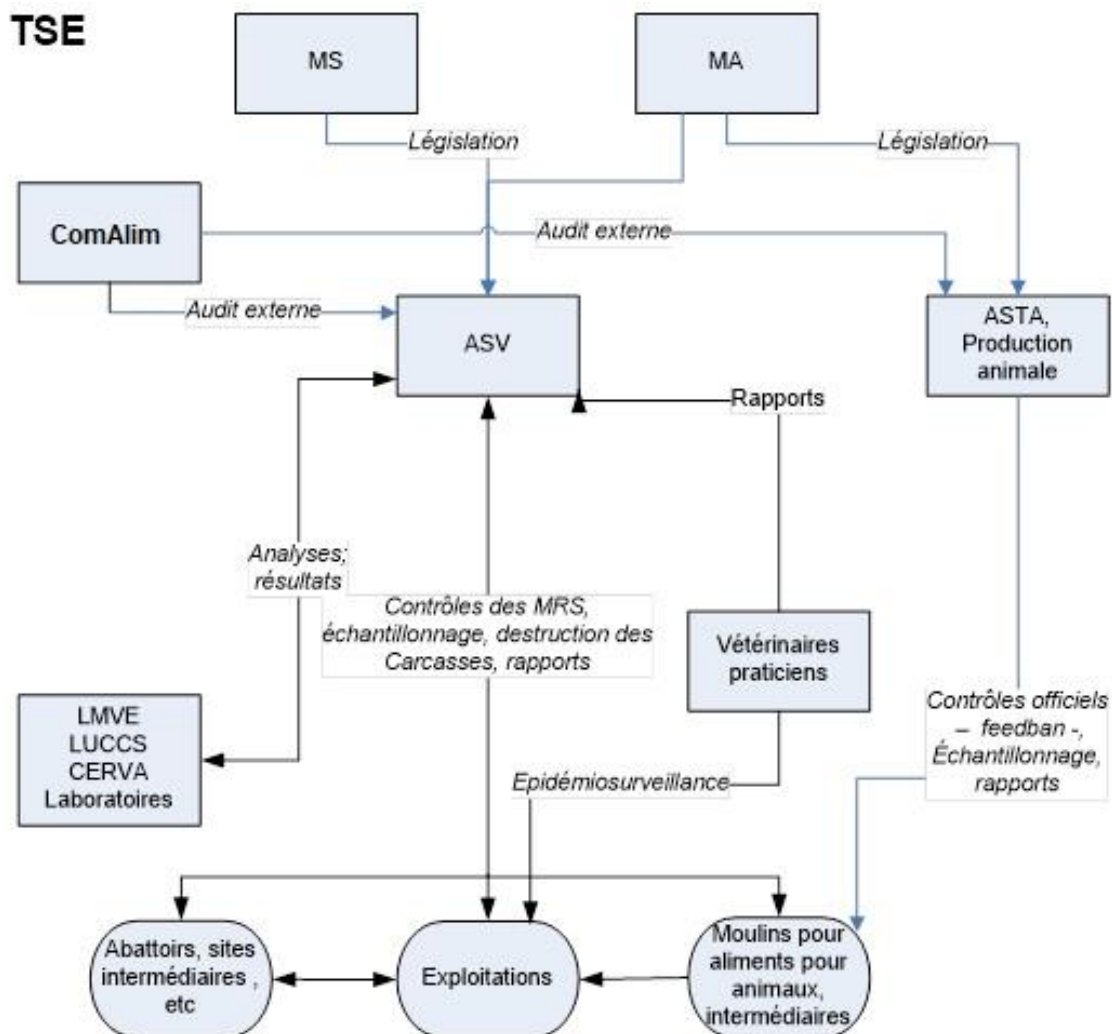 TSE
MS
MA
Législation
Législation
ComAlim
Audit externe
Audit externe
ASV
ASTA,
Production
animale
Rapports
Analyses;
résultats
Contrôles des MRS,
échantillonnage, destruction des
Carcasses, rapports
Vétérinaires
praticiens
LMVE
LUCCS
CERVA
Laboratoires
Contrôles officiels
– feedban -,
Échantillonnage,
rapports
Epidémiosurveillance
Abattoirs, sites
intermédiaires ,
etc
Exploitations
Moulins pour
aliments pour
animaux,
intermédiaires